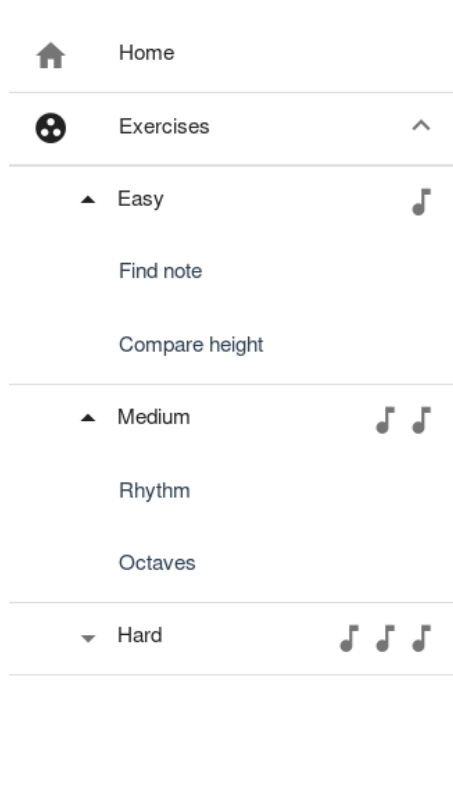 Home
Exercises
Easy
Find note
Compare height
Medium
Rhythm
Octaves
Hard